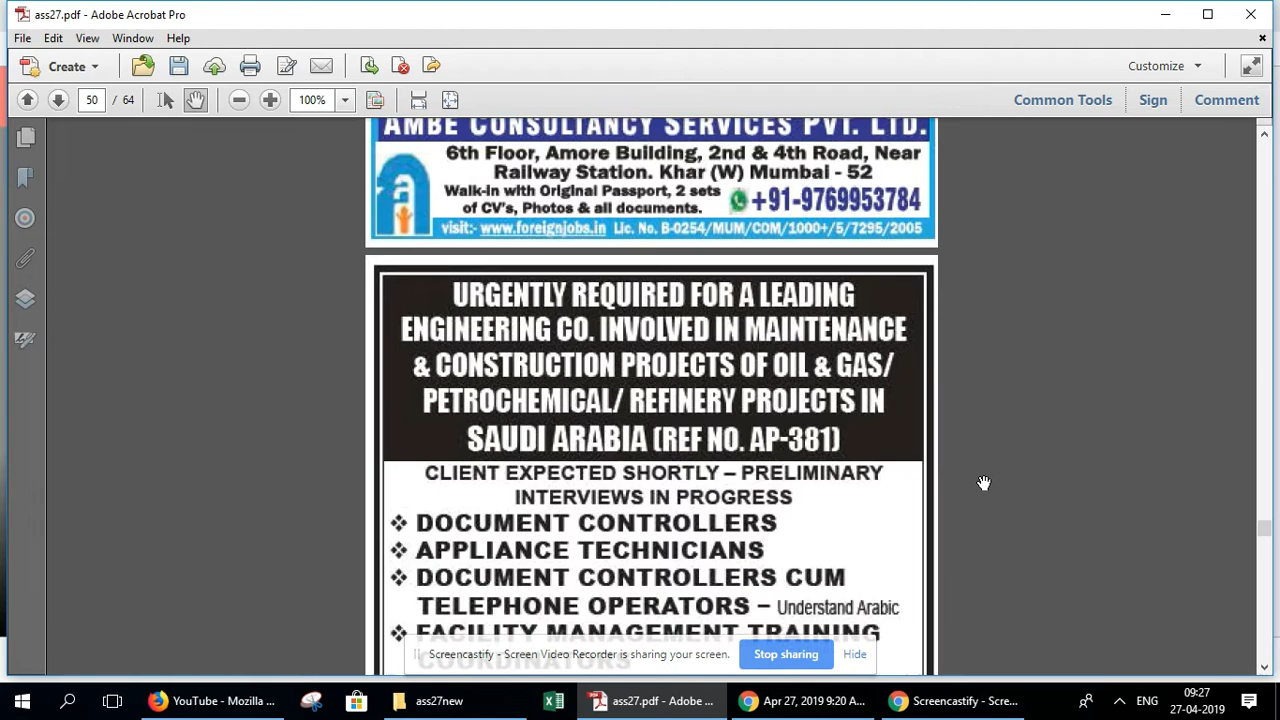 ass27.pdf - Adobe Acrobat Pro
File Edit View Window Help
Create Customize
50 / 64 100% Common Tools Sign Comment
AMBE CONSULTANCY SERVICES PVT. LTD.
6th Floor, Amore Building, 2nd & 4th Road, Near
Railway Station. Khar (W) Mumbai - 52
Walk-in with Original Passport, 2 sets
of CV's, Photos & all documents.
+91-9769953784
visit:- www.foreignjobs.in Lic. No. B-0254/MUM/COM/1000+/5/7295/2005
URGENTLY REQUIRED FOR A LEADING
ENGINEERING CO. INVOLVED IN MAINTENANCE
& CONSTRUCTION PROJECTS OF OIL & GAS/
PETROCHEMICAL/ REFINERY PROJECTS IN
SAUDI ARABIA (REF NO. AP-381)
CLIENT EXPECTED SHORTLY – PRELIMINARY
INTERVIEWS IN PROGRESS
❖ DOCUMENT CONTROLLERS
❖ APPLIANCE TECHNICIANS
❖ DOCUMENT CONTROLLERS CUM
TELEPHONE OPERATORS – Understand Arabic
❖ FACILITY MANAGEMENT TRAINING
COORDINATORS
Screencastify - Screen Video Recorder is sharing your screen. Stop sharing Hide
YouTube - Mozilla ... ass27new ass27.pdf - Adobe ... Apr 27, 2019 9:20 A... Screencastify - Scre... ENG
09:27
27-04-2019